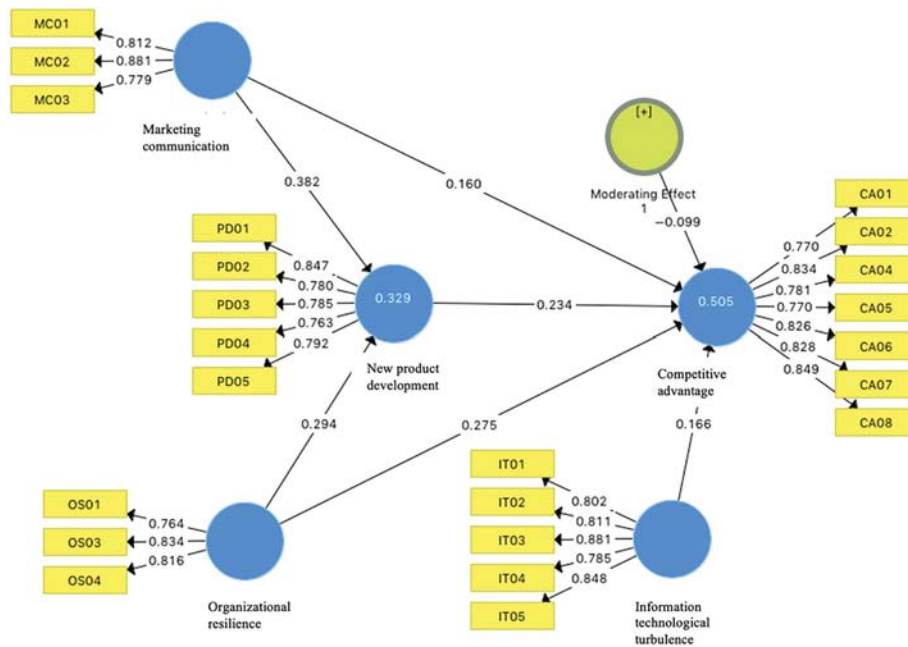 MC01
MC02
MC03
0.812
0.881
0.779
Marketing
communication
0.382
0.160
[+]
Moderating Effect
1
−0.099
PD01
PD02
PD03
PD04
PD05
0.847
0.780
0.785
0.763
0.792
0.329
New product
development
0.234
0.505
Competitive
advantage
0.770
0.834
0.781
0.770
0.826
0.828
0.849
CA01
CA02
CA04
CA05
CA06
CA07
CA08
0.294
0.275
0.166
OS01
OS03
OS04
0.764
0.834
0.816
Organizational
resilience
IT01
IT02
IT03
IT04
IT05
0.802
0.811
0.881
0.785
0.848
Information
technological
turbulence